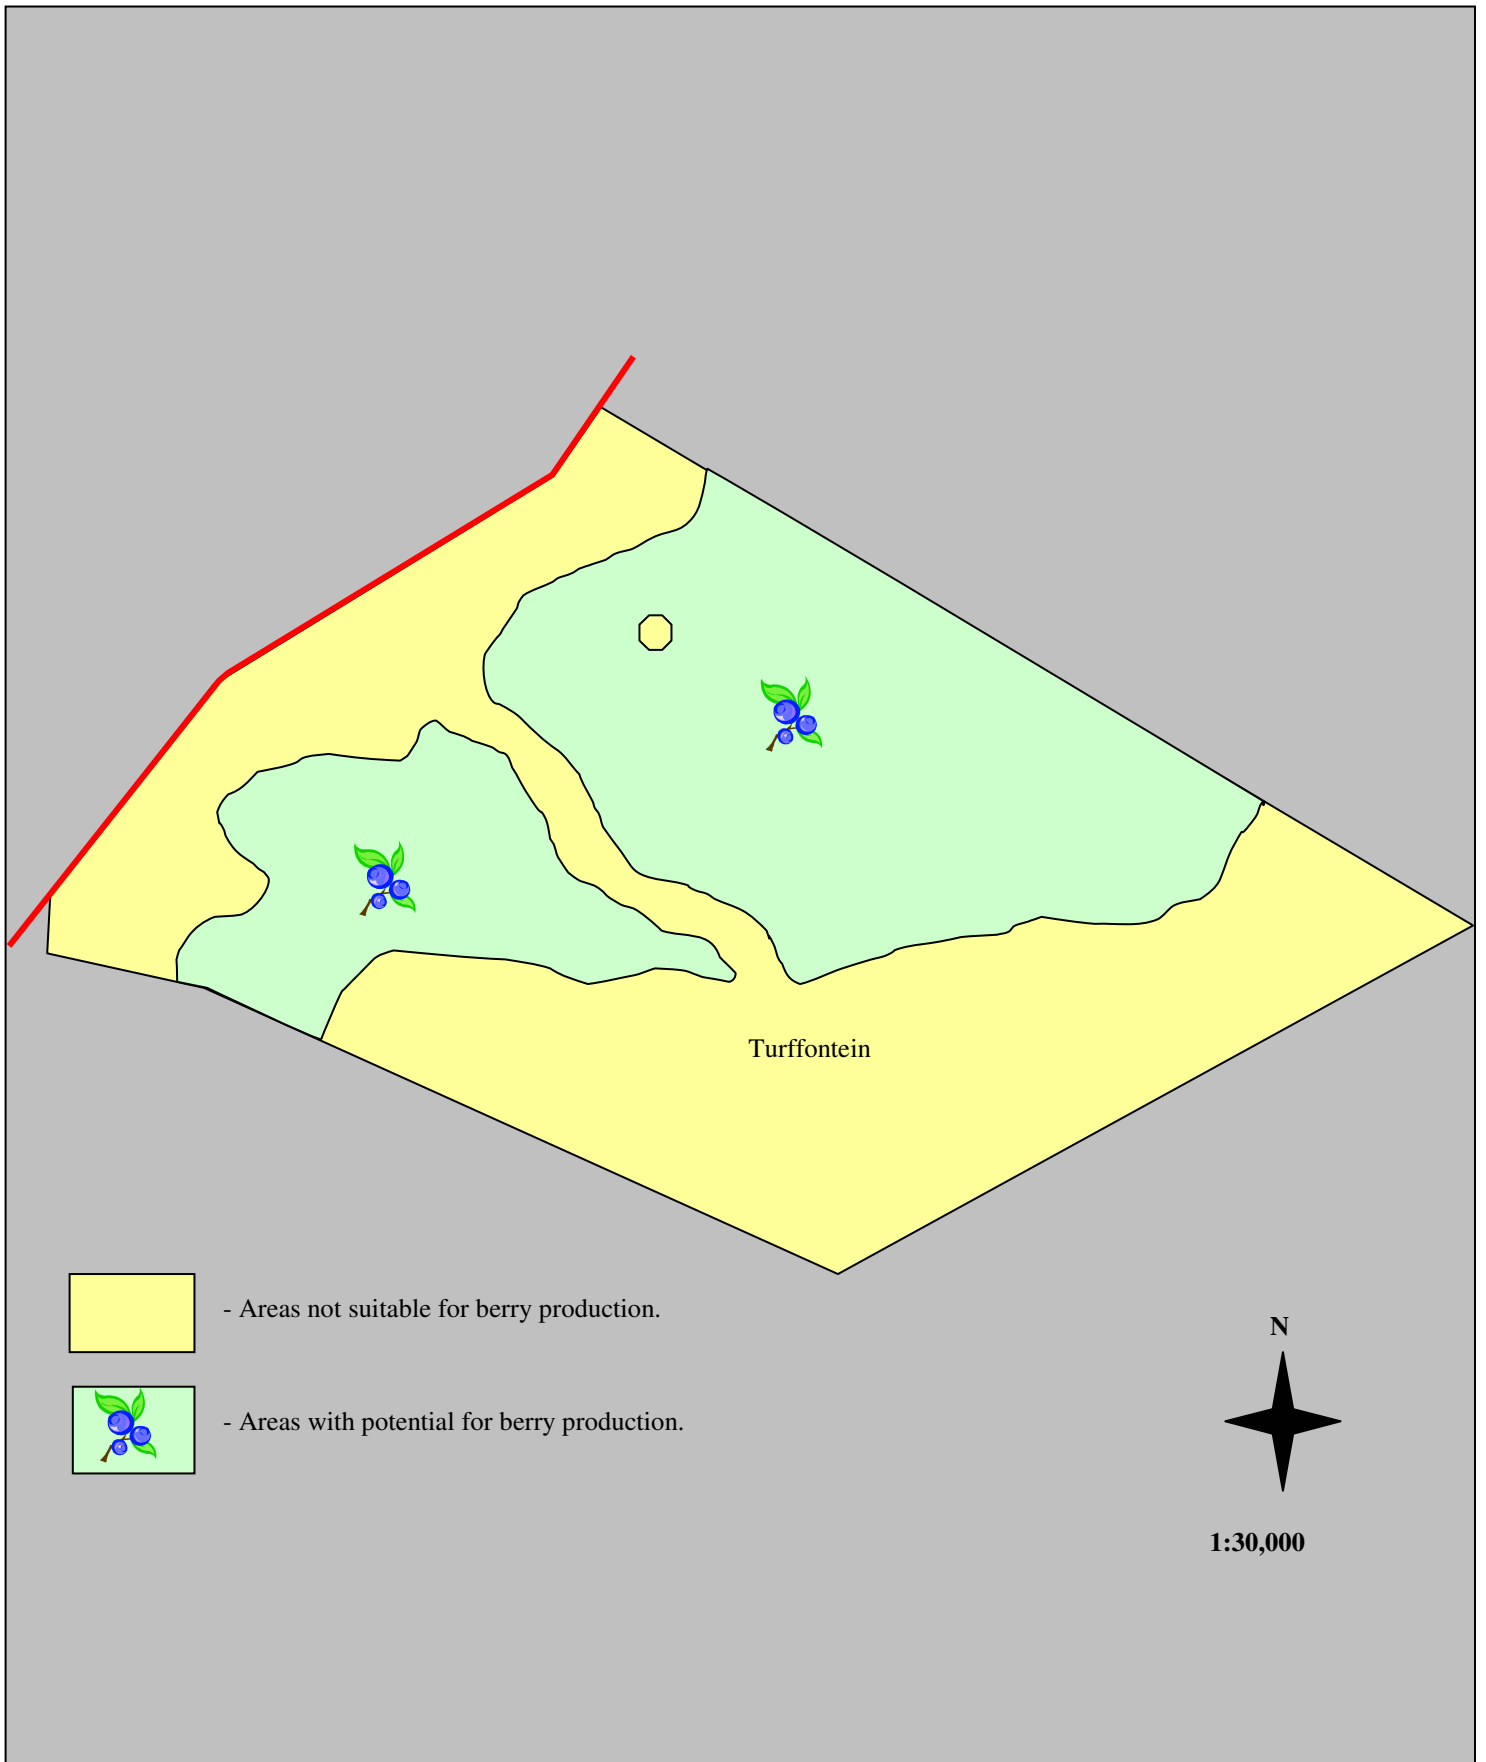 Turffontein
- Areas not suitable for berry production.
N
- Areas with potential for berry production.
1:30,000